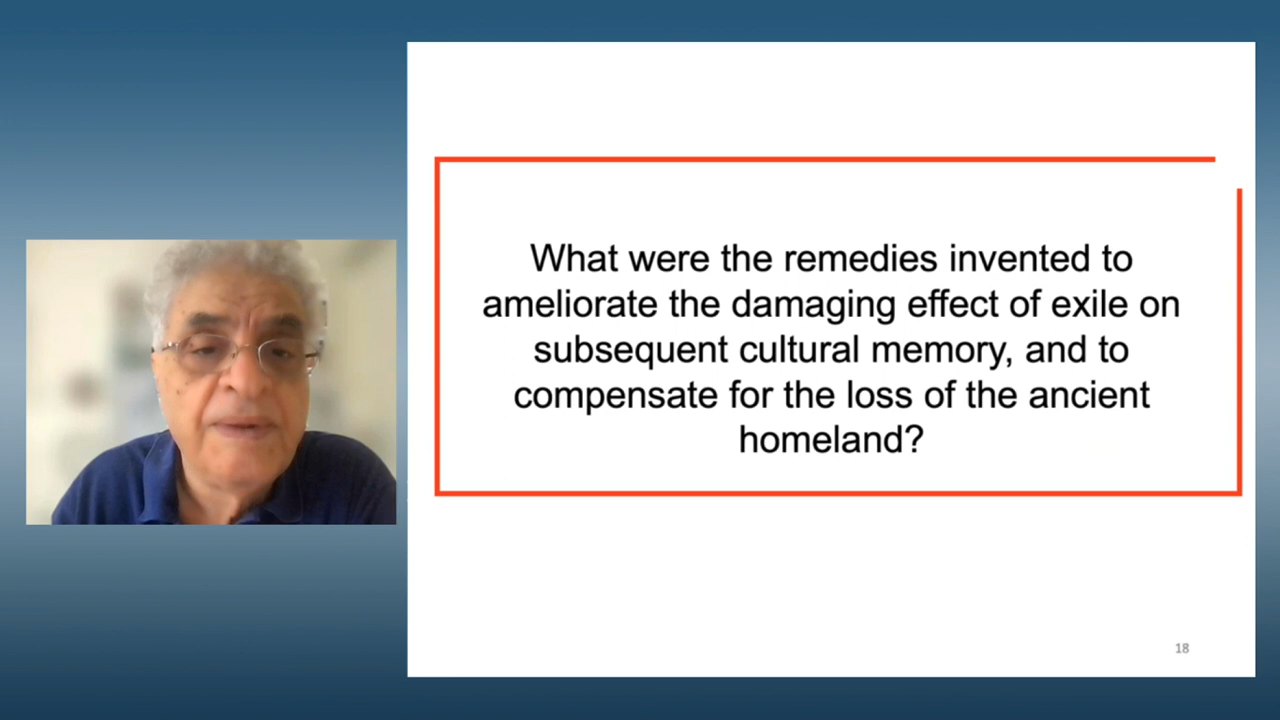 What were the remedies invented to
ameliorate the damaging effect of exile on
subsequent cultural memory, and to
compensate for the loss of the ancient
homeland?
18